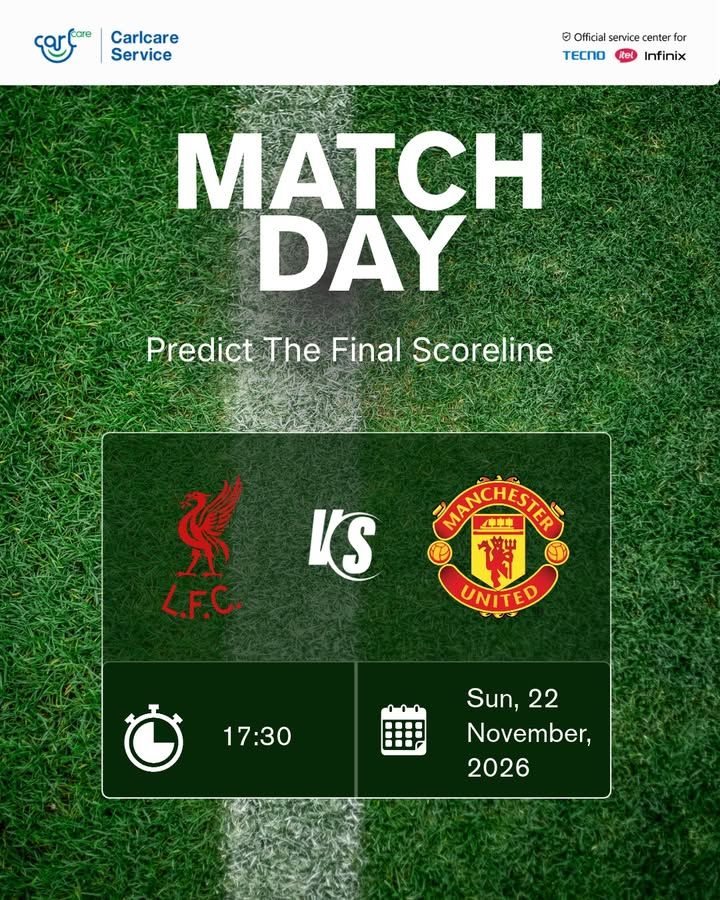 carlcare
Carlcare
Service
Official service center for
TECNO itel Infinix
MATCH
DAY
Predict The Final Scoreline
L.F.C.
VS
MANCHESTER
UNITED
17:30
Sun, 22
November,
2026